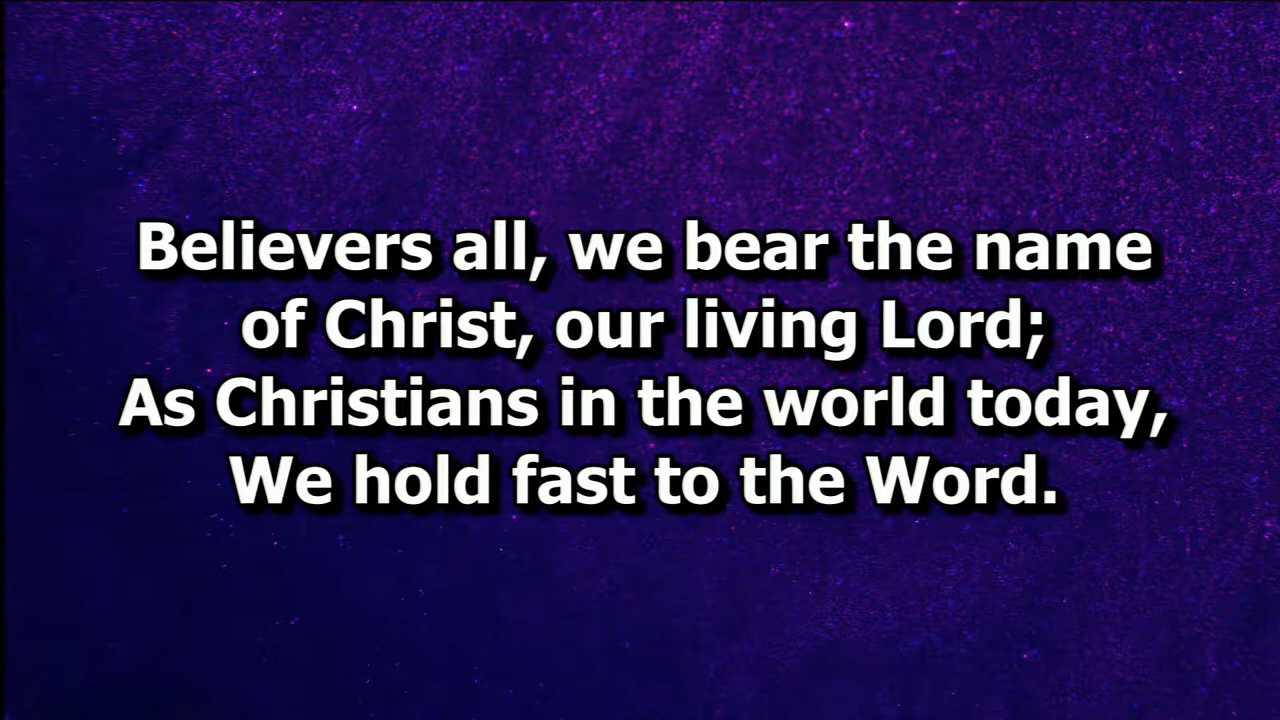 Believers all, we bear the name
of Christ, our living Lord;
As Christians in the world today,
We hold fast to the Word.